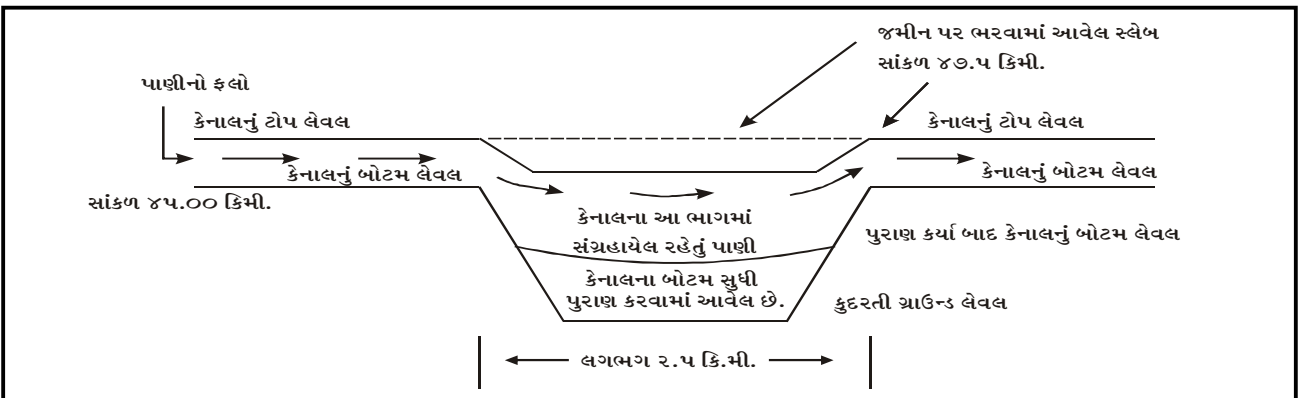 જમીન પર ભરવામાં આવેલ સ્લેબ
સાંકળ ૪૭.૫ કિમી.
પાણીનો ફલો
કેનાલનું ટોપ લેવલ
કેનાલનું ટોપ લેવલ
કેનાલનું બોટમ લેવલ
કેનાલનું બોટમ લેવલ
સાંકળ ૪૫.૦૦ કિમી.
કેનાલના આ ભાગમાં
સંગ્રહાયેલ રહેતું પાણી
પુરાણ કર્યા બાદ કેનાલનું બોટમ લેવલ
કેનાલના બોટમ સુધી
પુરાણ કરવામાં આવેલ છે.
કુદરતી ગ્રાઉન્ડ લેવલ
લગભગ ૨.૫ કિ.મી.